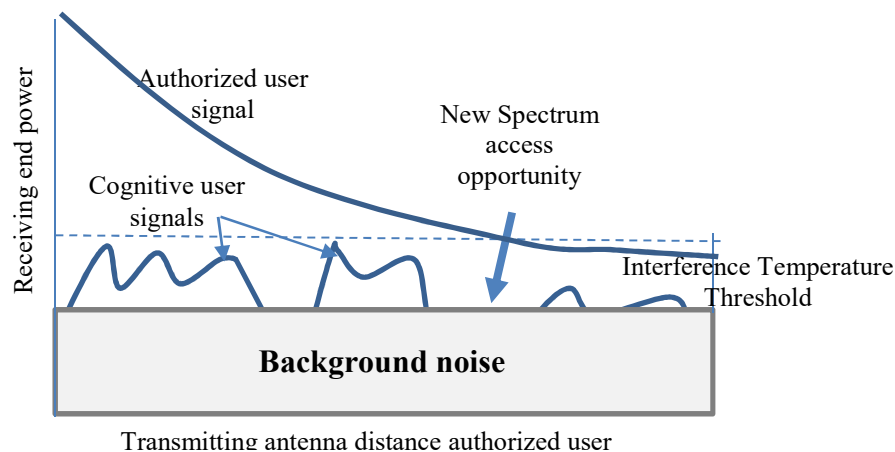 Receiving end power
Authorized user
signal
New Spectrum
access
opportunity
Cognitive user
signals
Interference Temperature
Threshold
Background noise
Transmitting antenna distance authorized user